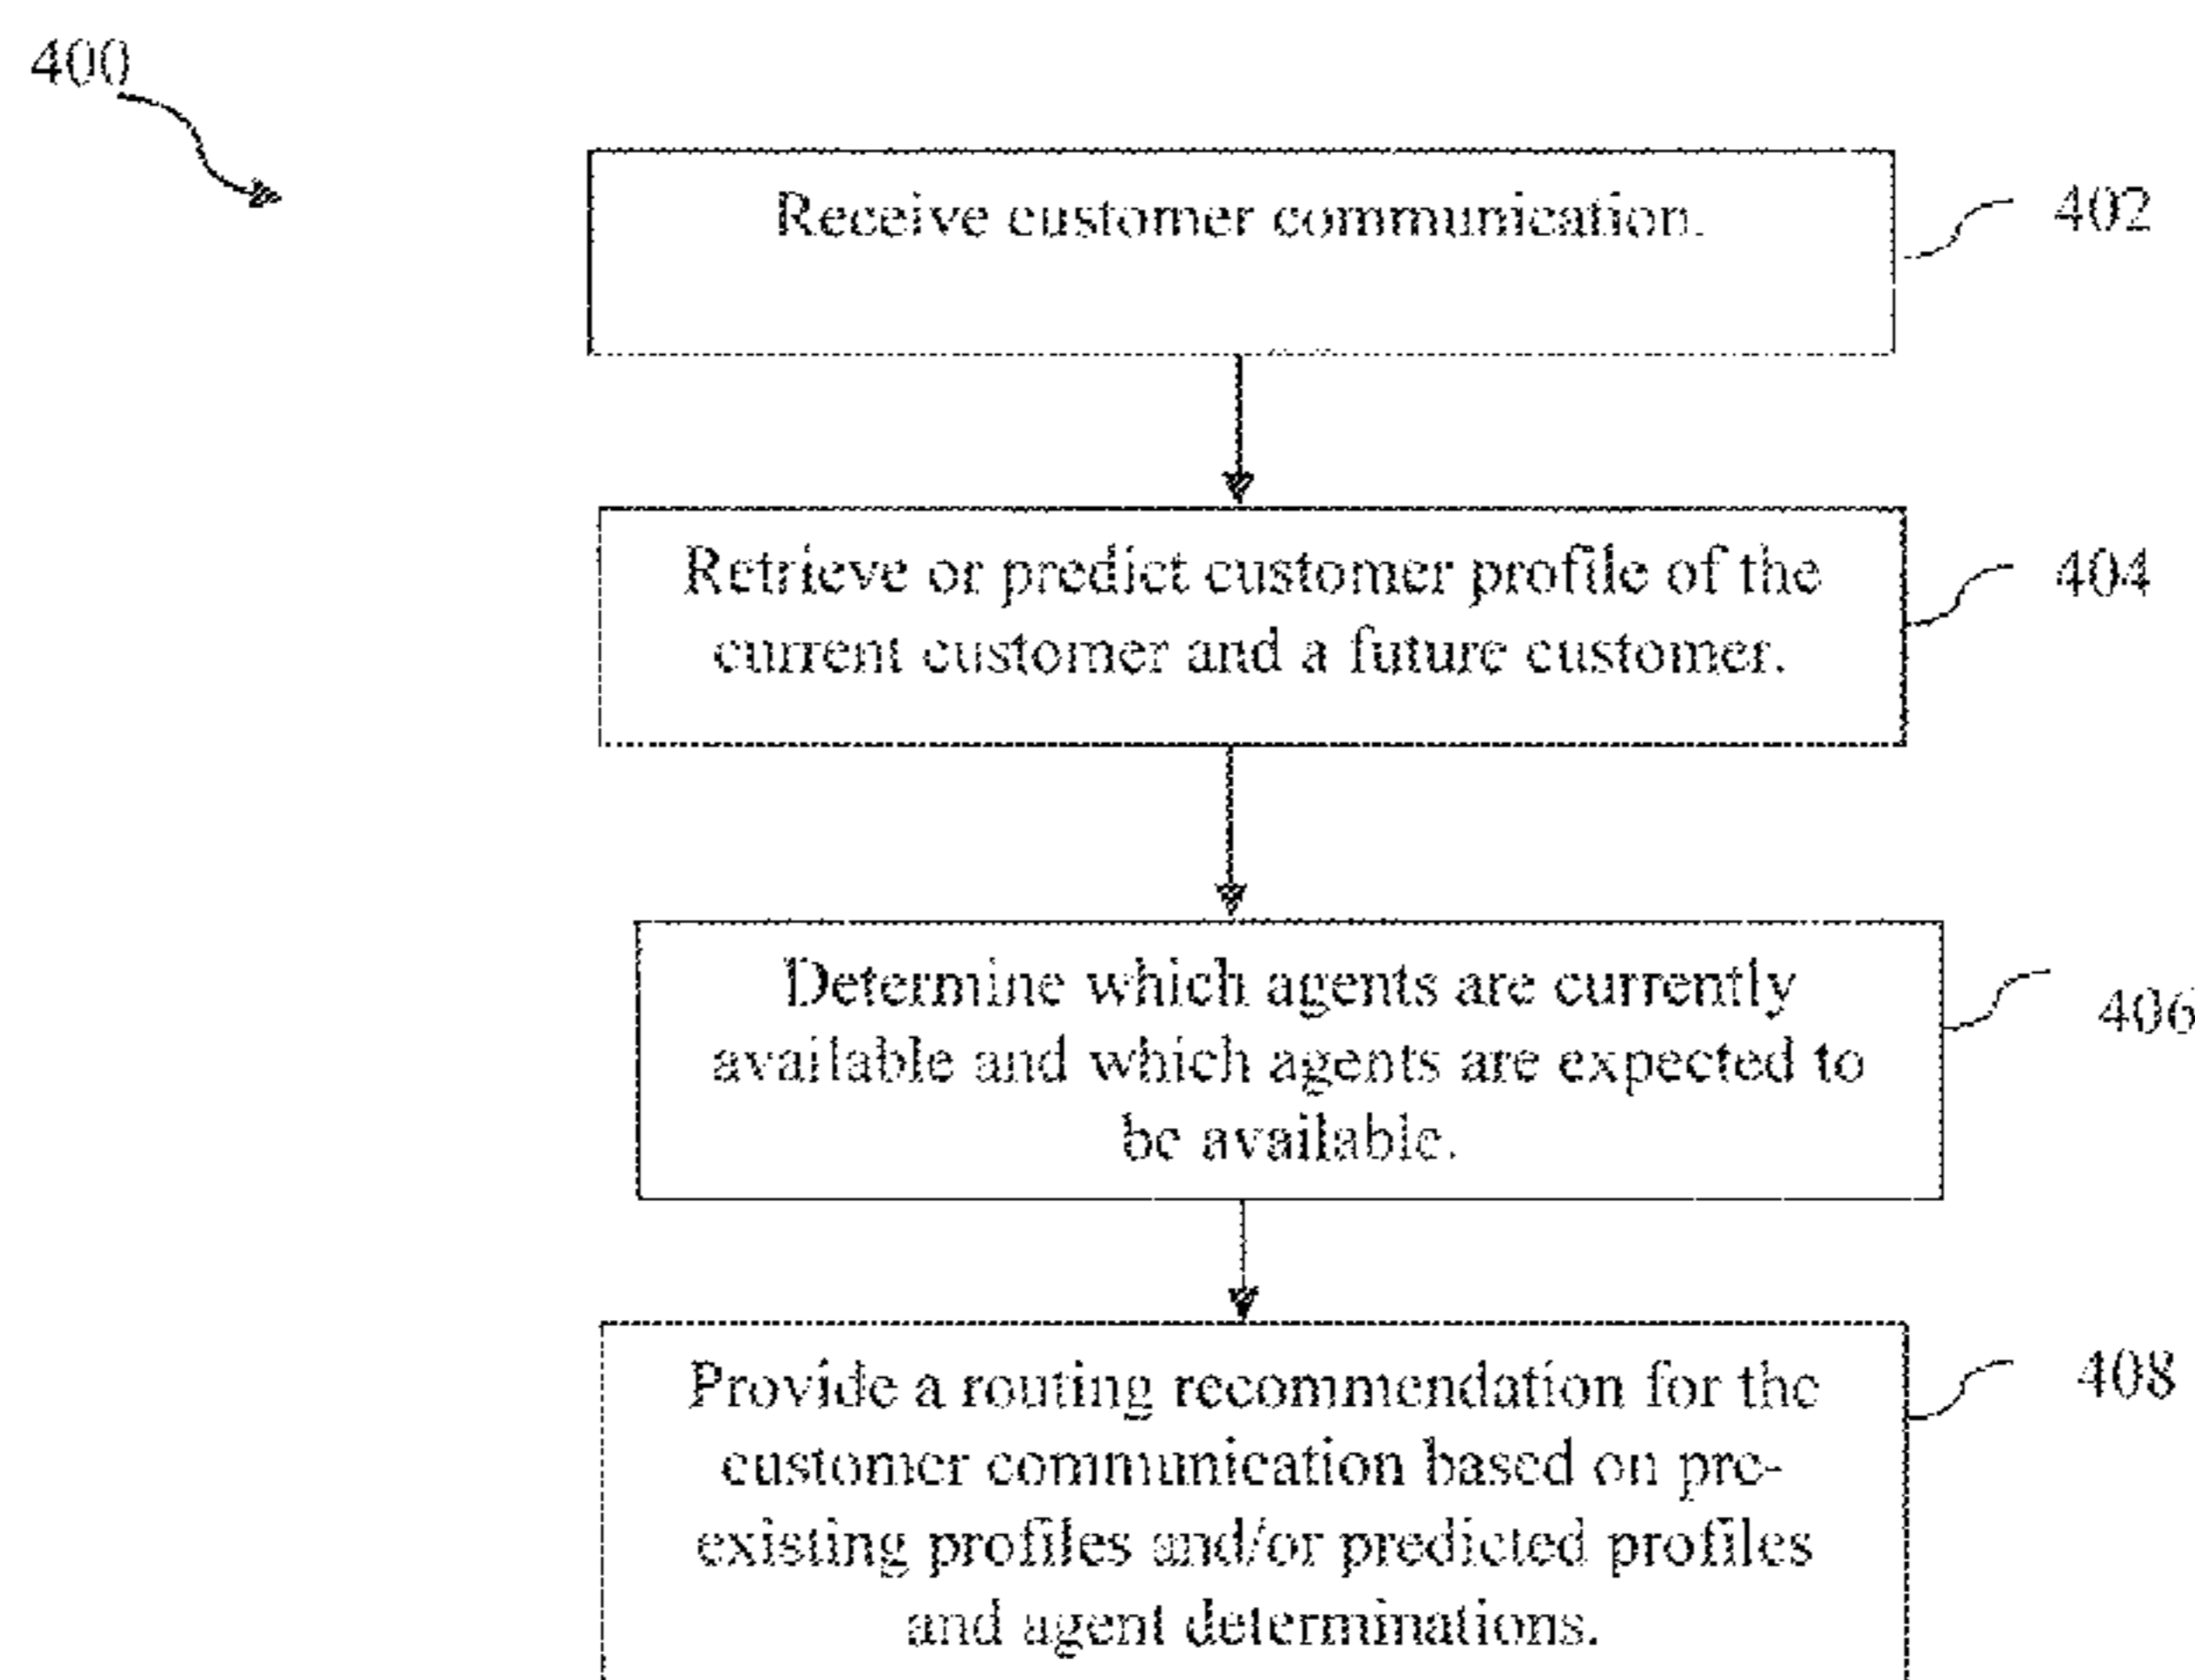 400
Receive customer communication.
402
Retrieve or predict customer profile of the
current customer and a future customer.
404
Determine which agents are currently
available and which agents are expected to
be available.
406
Provide a routing recommendation for the
customer communication based on pre-
existing profiles and/or predicted profiles
and agent determinations.
408